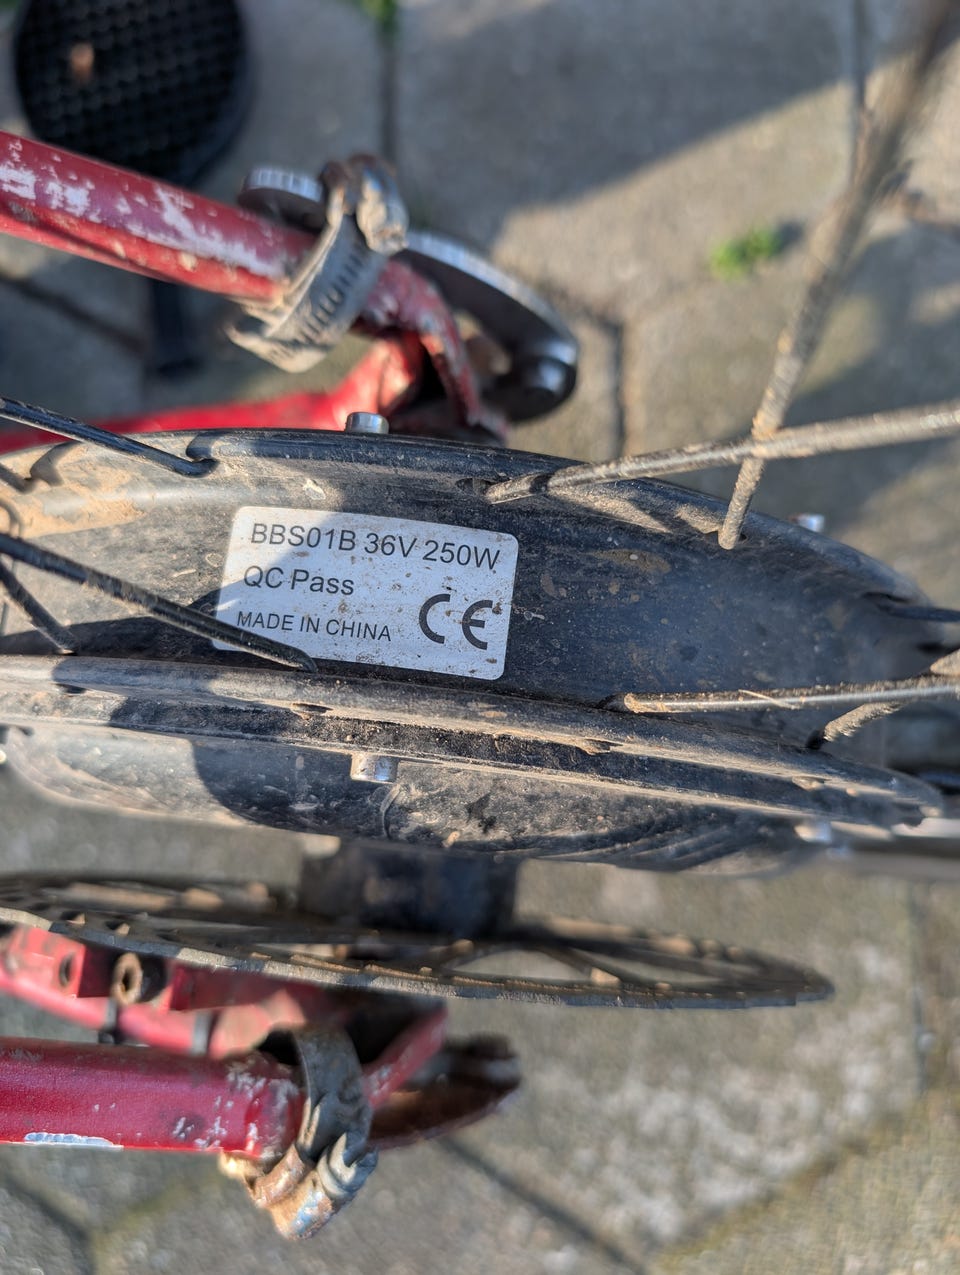 BBS01B 36V 250W
QC Pass
MADE IN CHINA CE